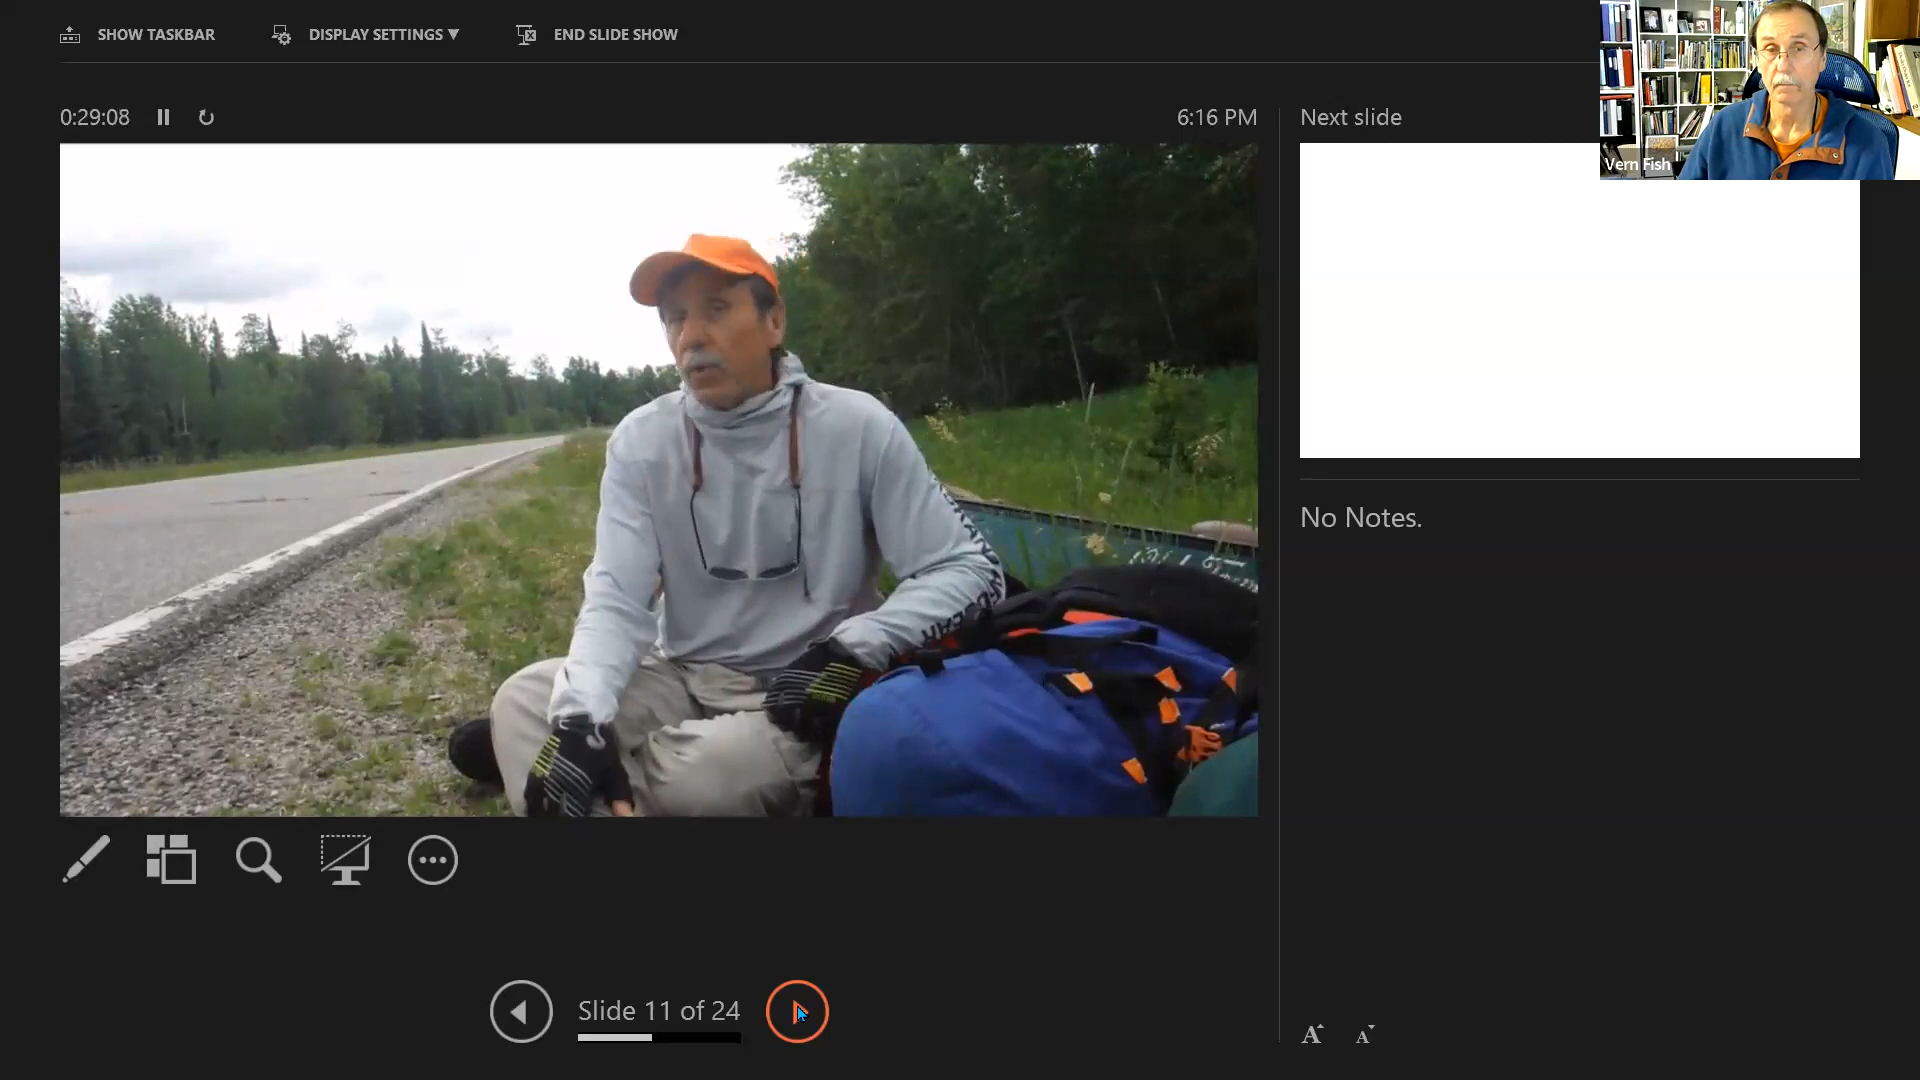 SHOW TASKBAR
DISPLAY SETTINGS ▼
END SLIDE SHOW
0:29:08
6:16 PM
Next slide
Vern Fish
No Notes.
Slide 11 of 24
A A